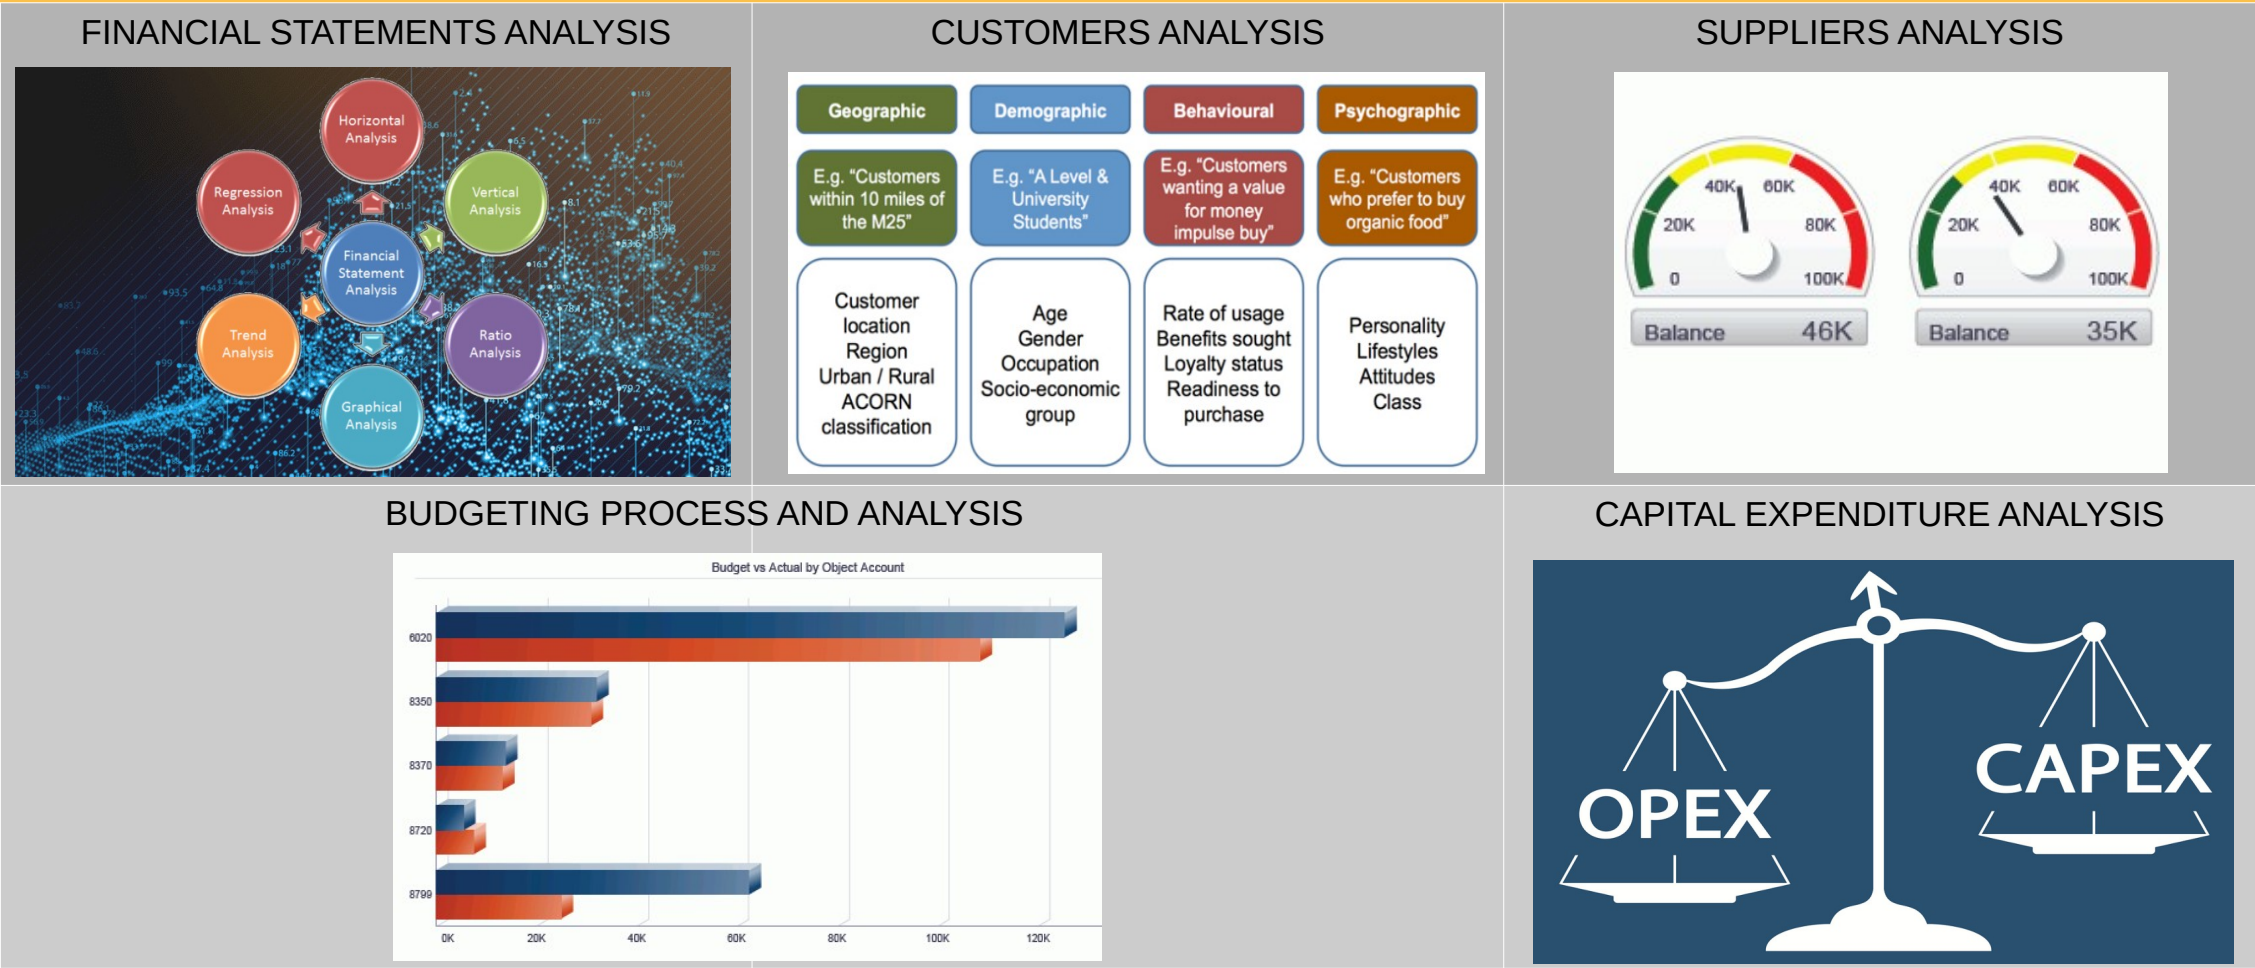 FINANCIAL STATEMENTS ANALYSIS
Horizontal
Analysis
Regression
Analysis
Vertical
Analysis
Financial
Statement
Analysis
Trend
Analysis
Ratio
Analysis
Graphical
Analysis
CUSTOMERS ANALYSIS
Geographic
Demographic
Behavioural
Psychographic
E.g. “Customers
within 10 miles of
the M25”
E.g. “A Level &
University
Students”
E.g. “Customers
wanting a value
for money
impulse buy”
E.g. “Customers
who prefer to buy
organic food”
Customer
location
Region
Urban / Rural
ACORN
classification
Age
Gender
Occupation
Socio-economic
group
Rate of usage
Benefits sought
Loyalty status
Readiness to
purchase
Personality
Lifestyles
Attitudes
Class
SUPPLIERS ANALYSIS
0
20K
40K
60K
80K
100K
Balance 46K
0
20K
40K
60K
80K
100K
Balance 35K
BUDGETING PROCESS AND ANALYSIS
Budget vs Actual by Object Account
6020
8350
8370
8720
8799
0K 20K 40K 60K 80K 100K 120K
CAPITAL EXPENDITURE ANALYSIS
OPEX
CAPEX